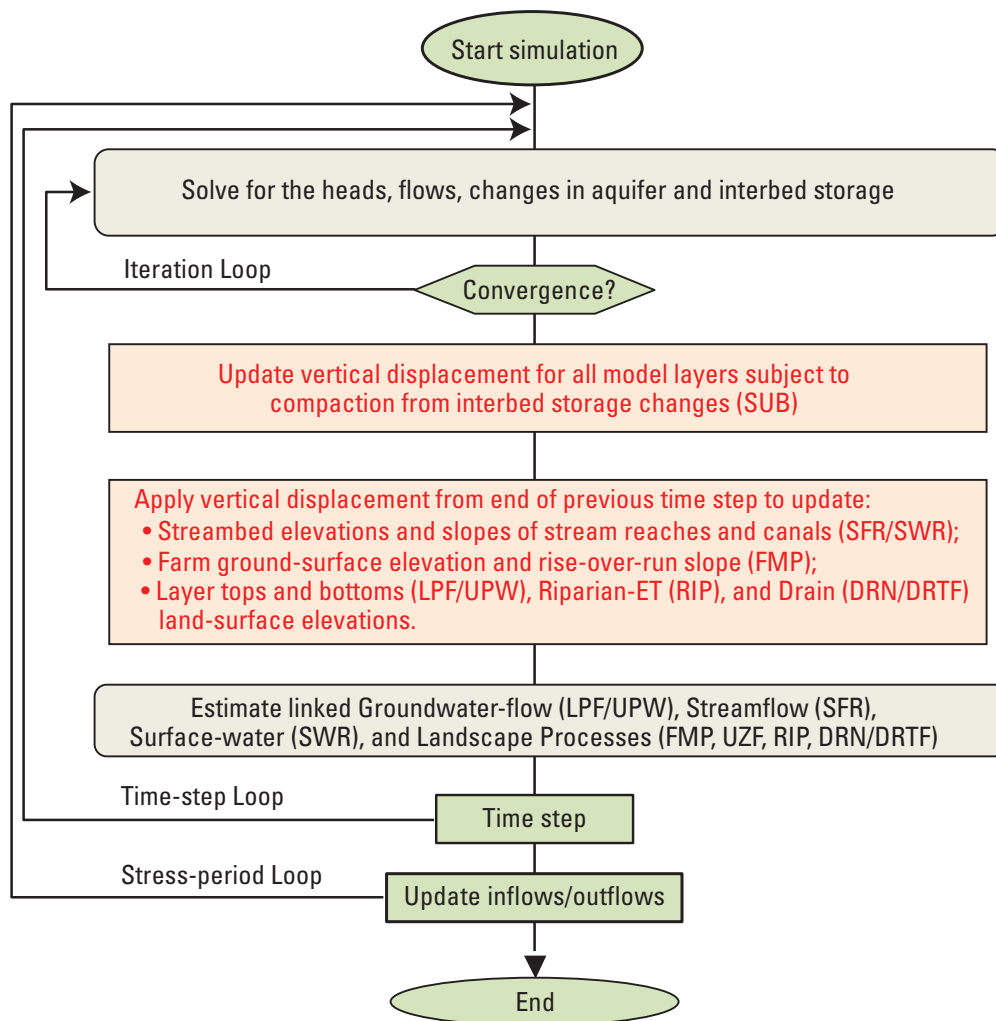 Start simulation
Solve for the heads, flows, changes in aquifer and interbed storage
Iteration Loop
Convergence?
Update vertical displacement for all model layers subject to
compaction from interbed storage changes (SUB)
Apply vertical displacement from end of previous time step to update:
• Streambed elevations and slopes of stream reaches and canals (SFR/SWR);
• Farm ground-surface elevation and rise-over-run slope (FMP);
• Layer tops and bottoms (LPF/UPW), Riparian-ET (RIP), and Drain (DRN/DRTF)
land-surface elevations.
Estimate linked Groundwater-flow (LPF/UPW), Streamflow (SFR),
Surface-water (SWR), and Landscape Processes (FMP, UZF, RIP, DRN/DRTF)
Time-step Loop
Time step
Stress-period Loop
Update inflows/outflows
End